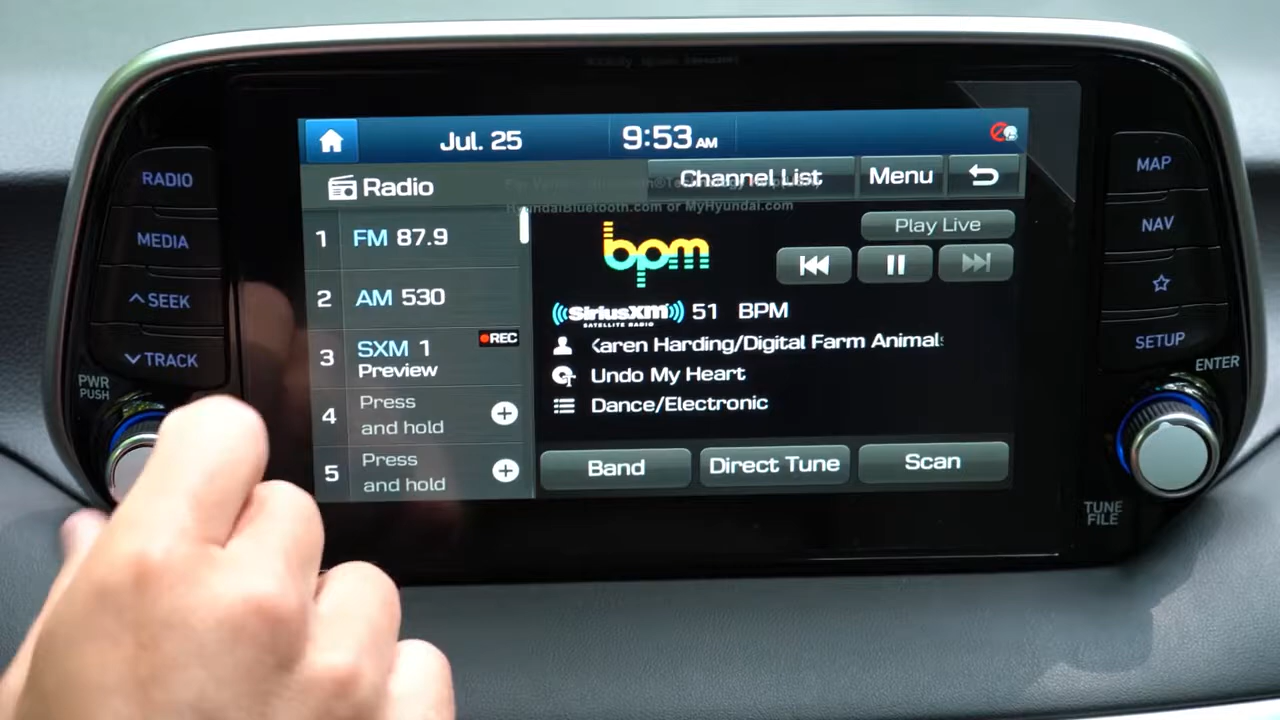 Jul. 25
9:53 AM
Radio
Channel List
Menu
HyundaiBluetooth.com or MyHyundai.com
1 FM 87.9
2 AM 530
3 SXM 1
REC
Preview
4 Press
and hold
5 Press
and hold
bpm
Play Live
SiriusXM 51 BPM
SATELLITE RADIO
Karen Harding/Digital Farm Animals
Undo My Heart
Dance/Electronic
Band
Direct Tune
Scan
RADIO
MEDIA
SEEK
TRACK
PWR
PUSH
MAP
NAV
SETUP
ENTER
TUNE
FILE